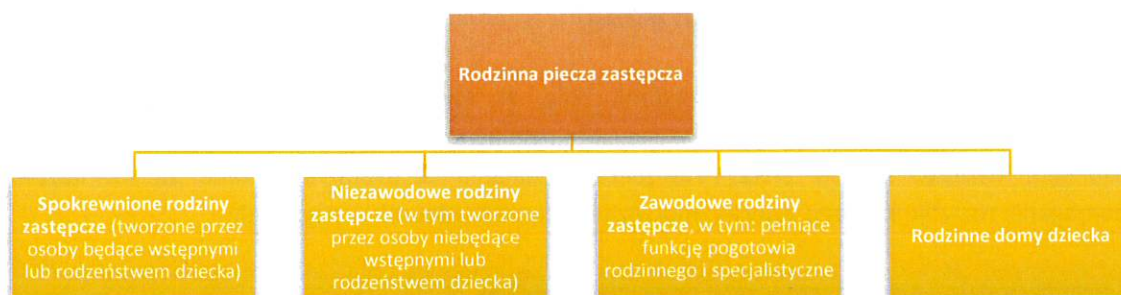 Rodzinna piecza zastępcza
Spokrewnione rodziny
zastępcze (tworzone przez
osoby będące wstępnymi
lub rodzeństwem dziecka)
Niezawodowe rodziny
zastępcze (w tym tworzone
przez osoby niebędące
wstępnymi lub
rodzeństwem dziecka)
Zawodowe rodziny
zastępcze, w tym: pełniące
funkcję pogotowia
rodzinnego i specjalistyczne
Rodzinne domy dziecka